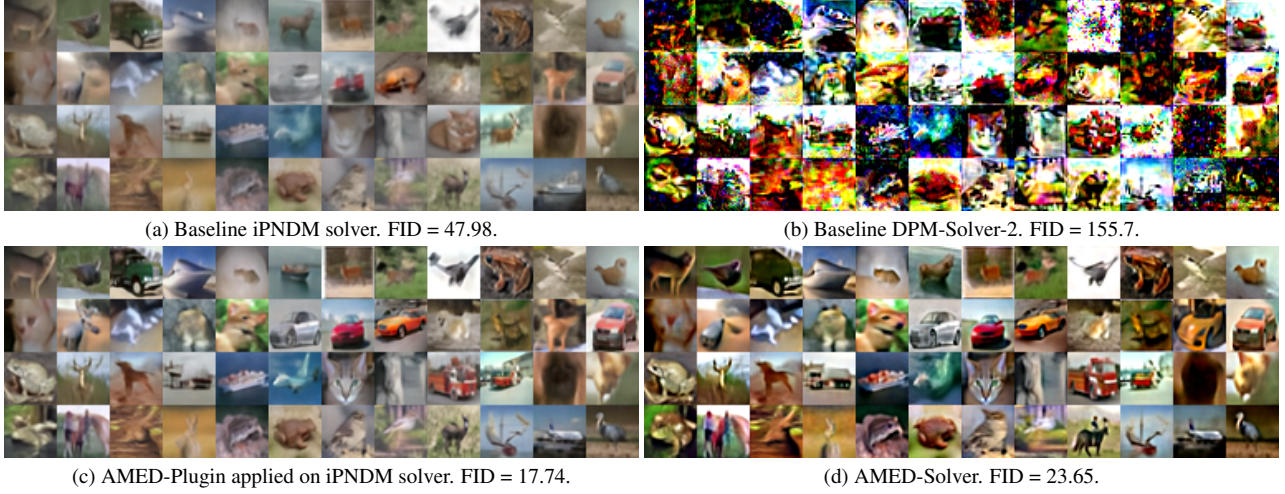 (a) Baseline iPNDM solver. FID = 47.98.
(b) Baseline DPM-Solver-2. FID = 155.7.
(c) AMED-Plugin applied on iPNDM solver. FID = 17.74.
(d) AMED-Solver. FID = 23.65.